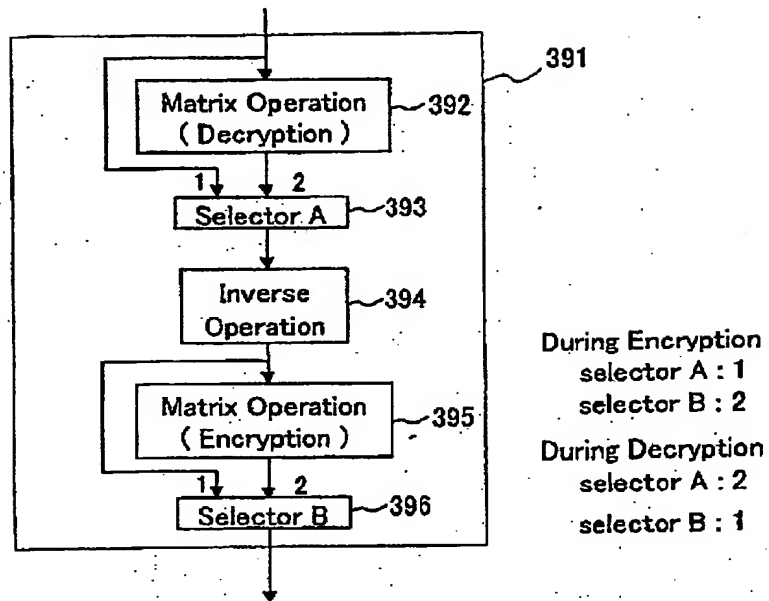 391
Matrix Operation
( Decryption )
392
1 2
Selector A
393
Inverse
Operation
394
Matrix Operation
( Encryption )
395
1 2
Selector B
396
During Encryption
selector A : 1
selector B : 2
During Decryption
selector A : 2
selector B : 1